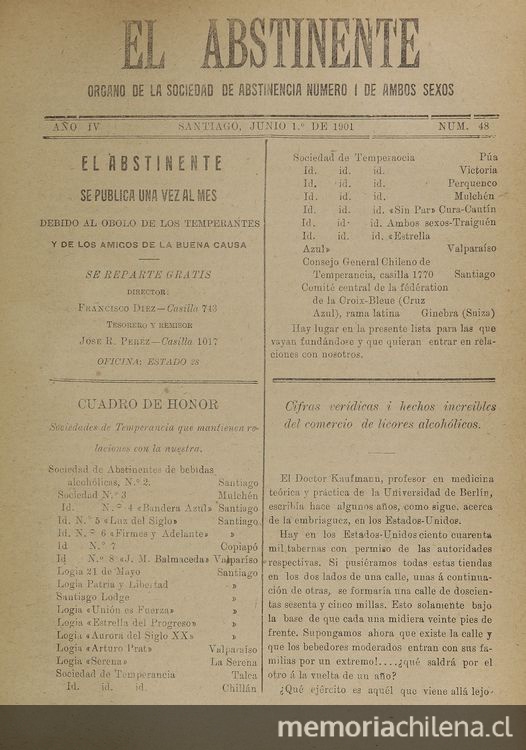 EL ABSTINENTE
ORGANO DE LA SOCIEDAD DE ABSTINENCIA NUMERO 1 DE AMBOS SEXOS
AÑO IV SANTIAGO, JUNIO 1.º DE 1901 NUM. 48
EL ABSTINENTE
SE PUBLICA UNA VEZ AL MES
DEBIDO AL OBOLO DE LOS TEMPERANTES
Y DE LOS AMIGOS DE LA BUENA CAUSA
SE REPARTE GRATIS
DIRECTOR:
FRANCISCO DIEZ—Casilla 743
TESORERO Y REMISOR
JOSE R. PEREZ—Casilla 1017
OFICINA: ESTADO 28
CUADRO DE HONOR
Sociedades de Temperancia que mantienen re-
laciones con la nuestra.
Sociedad de Abstinentes de bebidas
alcohólicas, N.º 2. Santiago
Sociedad N.º 3 Mulchén
Id. N.º 4 «Bandera Azul» Santiago
Id. N.º 5 «Luz del Siglo» Santiago
Id. N.º 6 «Firmes y Adelante» »
Id N.º 7 Copiapó
Id N.º 8 «J. M. Balmaceda» Valparíso
Logia 21 de Mayo Santiago
Logia Patria y Libertad »
Santiago Lodge »
Logia «Unión es Fuerza» »
Logia «Estrella del Progreso» »
Logia «Aurora del Siglo XX» »
Logia «Arturo Prat» Valparaíso
Logia «Serena» La Serena
Sociedad de Temperancia Talca
Id. id. id. Chillán
Sociedad de Temperaocia Púa
Id. id. id. Victoria
Id. id. id. Perquenco
Id. id. id. Mulchén
Id. id. id. «Sin Par» Cura-Cautín
Id. id. id. Ambos sexos-Traiguén
Id. id. id. «Estrella
Azul» Valparaíso
Consejo General Chileno de
Temperancia, casilla 1770 Santiago
Comité central de la fédération
de la Croix-Bleue (Cruz
Azul), rama latina Ginebra (Suiza)
Hay lugar en la presente lista para las que
vayan fundándose y que quieran entrar en rela-
ciones con nosotros.
Cifras verídicas i hechos increíbles
del comercio de licores alcohólicos.
El Doctor Kaufmann, profesor en medicina
teórica y práctica de la Universidad de Berlín,
escribía hace algunos años, como sigue, acerca
de la embriaguez, en los Estados-Unidos.
Hay en los Estados-Unidos ciento cuarenta
mil tabernas con permiso de las autoridades
respectivas. Si pusiéramos todas estas tiendas
en los dos lados de una calle, unas á continua-
ción de otras, se formaría una calle de doscien-
tas sesenta y cinco millas. Esto solamente bajo
la base de que cada una midiera veinte pies de
frente. Supongamos ahora que existe la calle y
que los bebedores moderados entran con sus fa-
milias por un extremo!....¿qué saldrá por el
otro á la vuelta de un año?
¿Qué ejército es aquél que viene allá lejo-
memoriachilena.cl